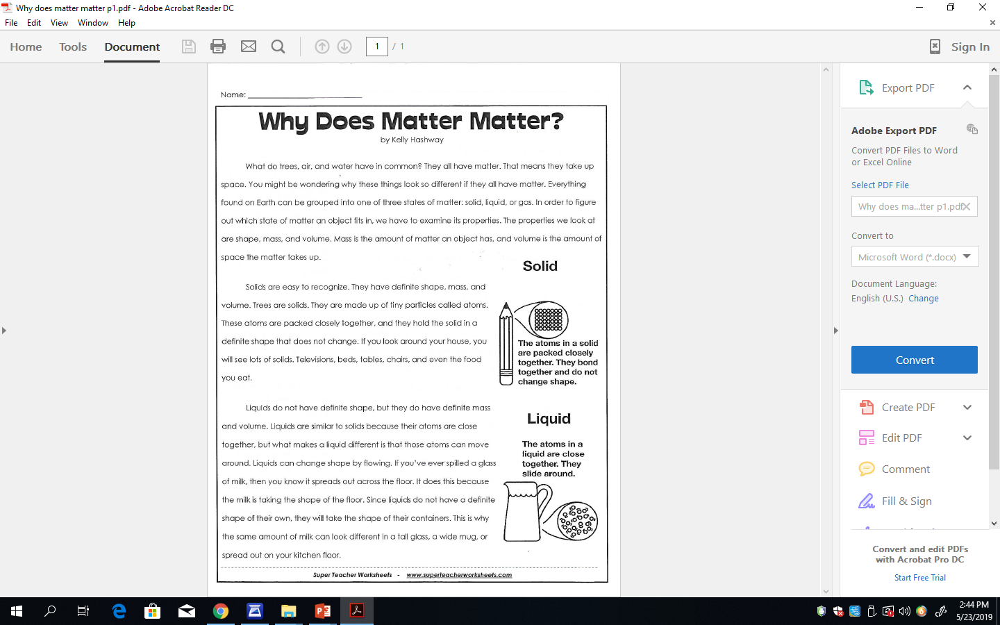 Why does matter matter p1.pdf - Adobe Acrobat Reader DC
File Edit View Window Help
Home Tools Document 1 / 1 Sign In
Name:
Why Does Matter Matter?
by Kelly Hashway
What do trees, air, and water have in common? They all have matter. That means they take up
space. You might be wondering why these things look so different if they all have matter. Everything
found on Earth can be grouped into one of three states of matter: solid, liquid, or gas. In order to figure
out which state of matter an object fits in, we have to examine its properties. The properties we look at
are shape, mass, and volume. Mass is the amount of matter an object has, and volume is the amount of
space the matter takes up.
Solids are easy to recognize. They have definite shape, mass, and
volume. Trees are solids. They are made up of tiny particles called atoms.
These atoms are packed closely together, and they hold the solid in a
definite shape that does not change. If you look around your house, you
will see lots of solids. Televisions, beds, tables, chairs, and even the food
you eat.
Solid
The atoms in a solid
are packed closely
together. They bond
together and do not
change shape.
Liquids do not have definite shape, but they do have definite mass
and volume. Liquids are similar to solids because their atoms are close
together, but what makes a liquid different is that those atoms can move
around. Liquids can change shape by flowing. If you've ever spilled a glass
of milk, then you know it spreads out across the floor. It does this because
the milk is taking the shape of the floor. Since liquids do not have a definite
shape of their own, they will take the shape of their containers. This is why
the same amount of milk can look different in a tall glass, a wide mug, or
spread out on your kitchen floor.
Liquid
The atoms in a
liquid are close
together. They
slide around.
Super Teacher Worksheets - www.superteacherworksheets.com
Export PDF
Adobe Export PDF
Convert PDF Files to Word
or Excel Online
Select PDF File
Why does ma...tter p1.pdf
Convert to
Microsoft Word (*.docx)
Document Language:
English (U.S.) Change
Convert
Create PDF
Edit PDF
Comment
Fill & Sign
Convert and edit PDFs
with Acrobat Pro DC
Start Free Trial
2:44 PM
5/23/2019